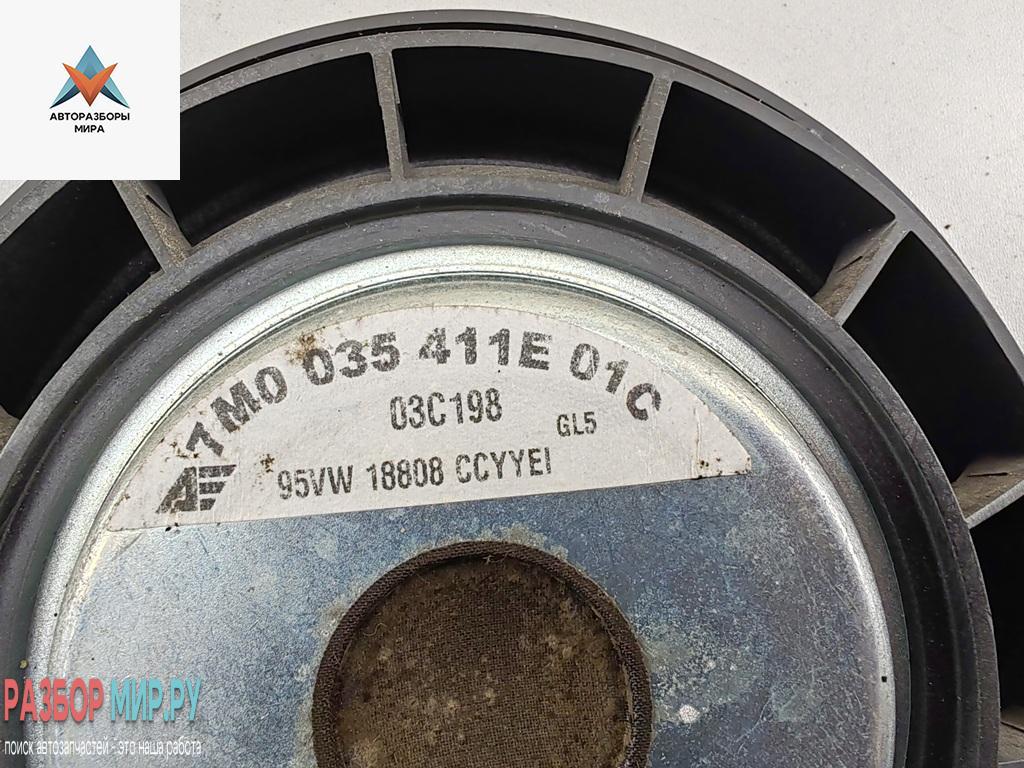 АВТОРАЗБОРЫ
МИРА
1M0 035 411E 01C
03C198
GL5
95VW 18808 CCYYEI
РАЗБОР МИР.РУ
поиск автозапчастей - это наша работа